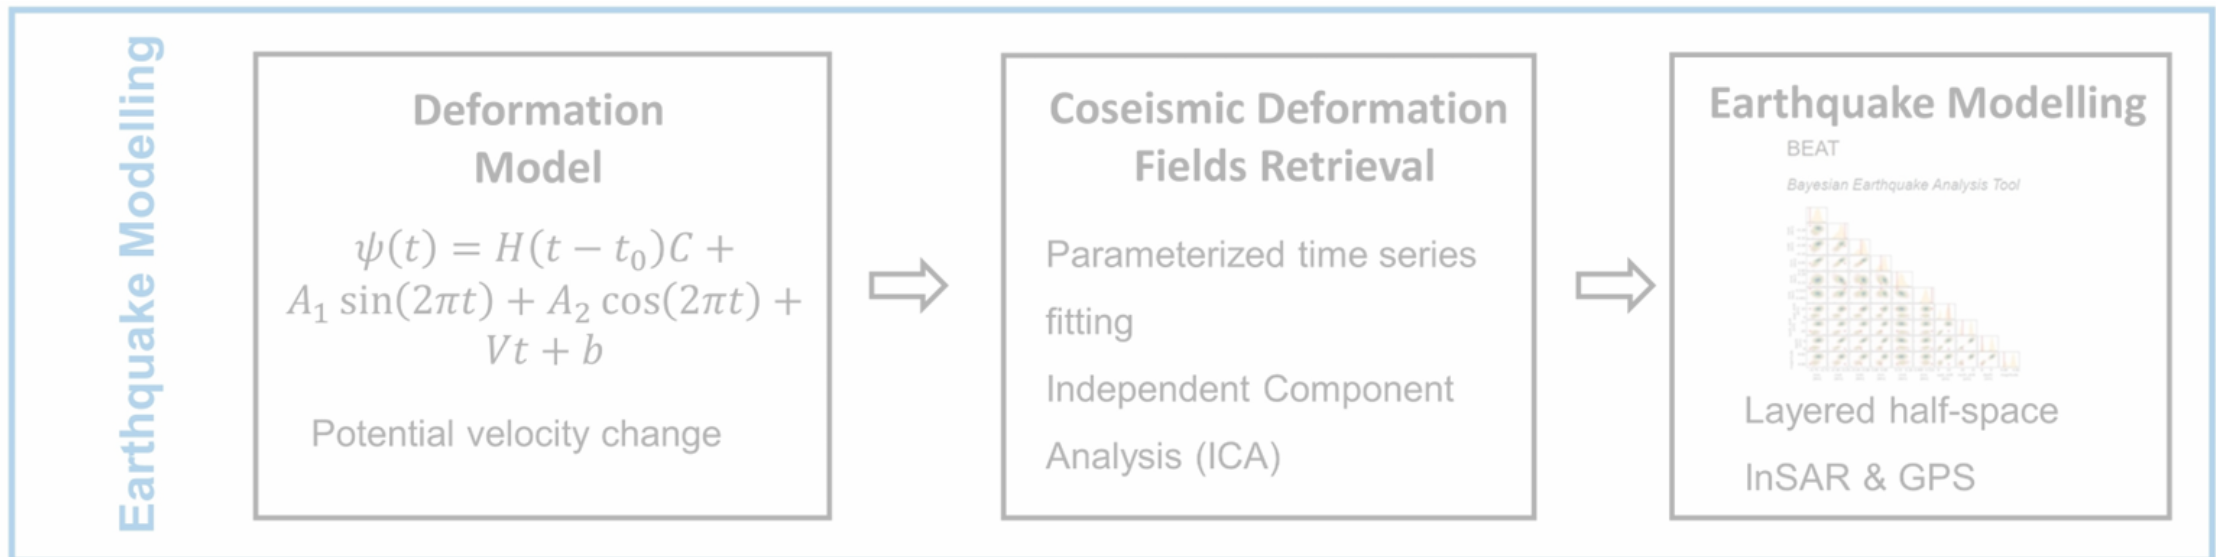 Earthquake Modelling
Deformation
Model
ψ(t) = H(t − t₀)C +
A₁ sin(2πt) + A₂ cos(2πt) +
Vt + b
Potential velocity change
Coseismic Deformation
Fields Retrieval
Parameterized time series
fitting
Independent Component
Analysis (ICA)
Earthquake Modelling
BEAT
Bayesian Earthquake Analysis Tool
Layered half-space
InSAR & GPS